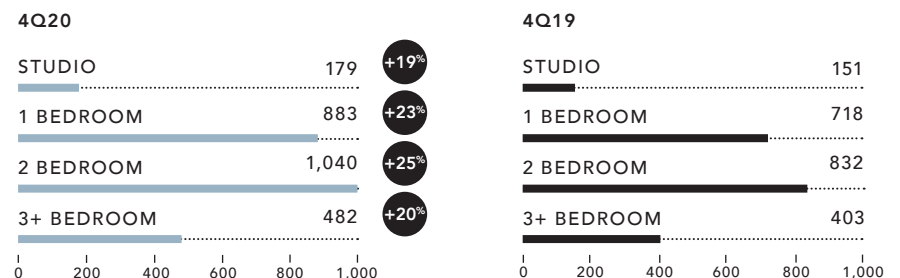 4Q20
STUDIO 179 +19%
1 BEDROOM 883 +23%
2 BEDROOM 1,040 +25%
3+ BEDROOM 482 +20%
0 200 400 600 800 1,000
4Q19
STUDIO 151
1 BEDROOM 718
2 BEDROOM 832
3+ BEDROOM 403
0 200 400 600 800 1,000